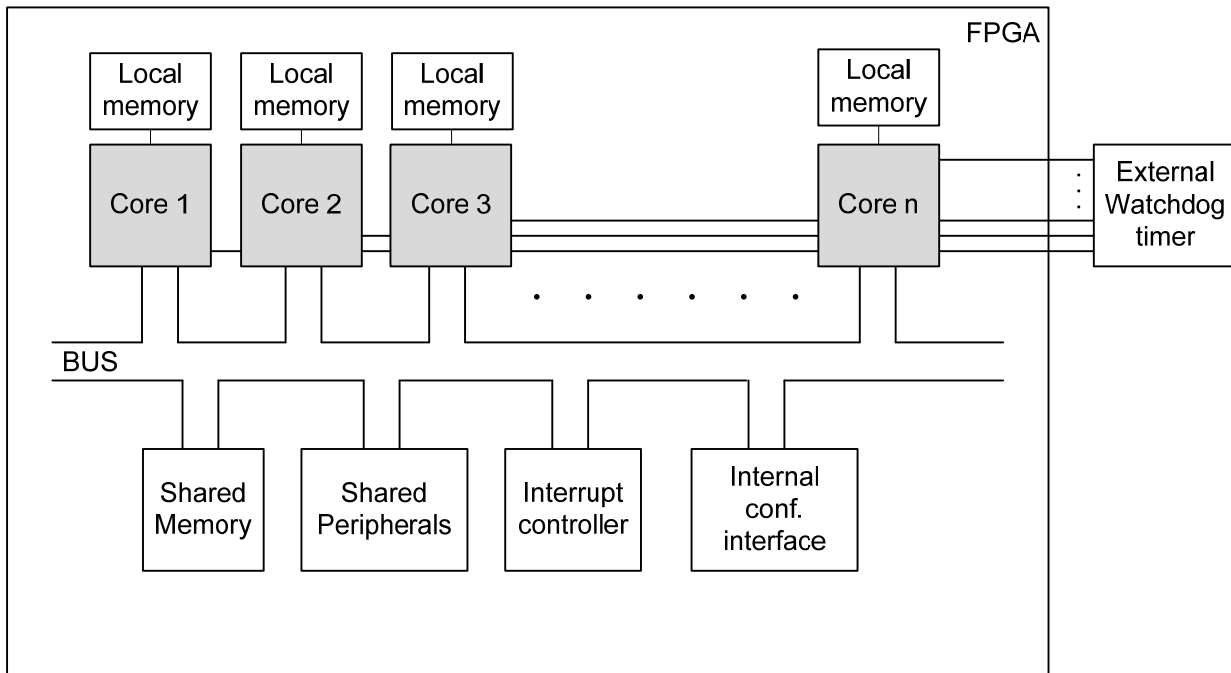 FPGA
Local
memory
Local
memory
Local
memory
Local
memory
Core 1
Core 2
Core 3
Core n
External
Watchdog
timer
BUS
Shared
Memory
Shared
Peripherals
Interrupt
controller
Internal
conf.
interface